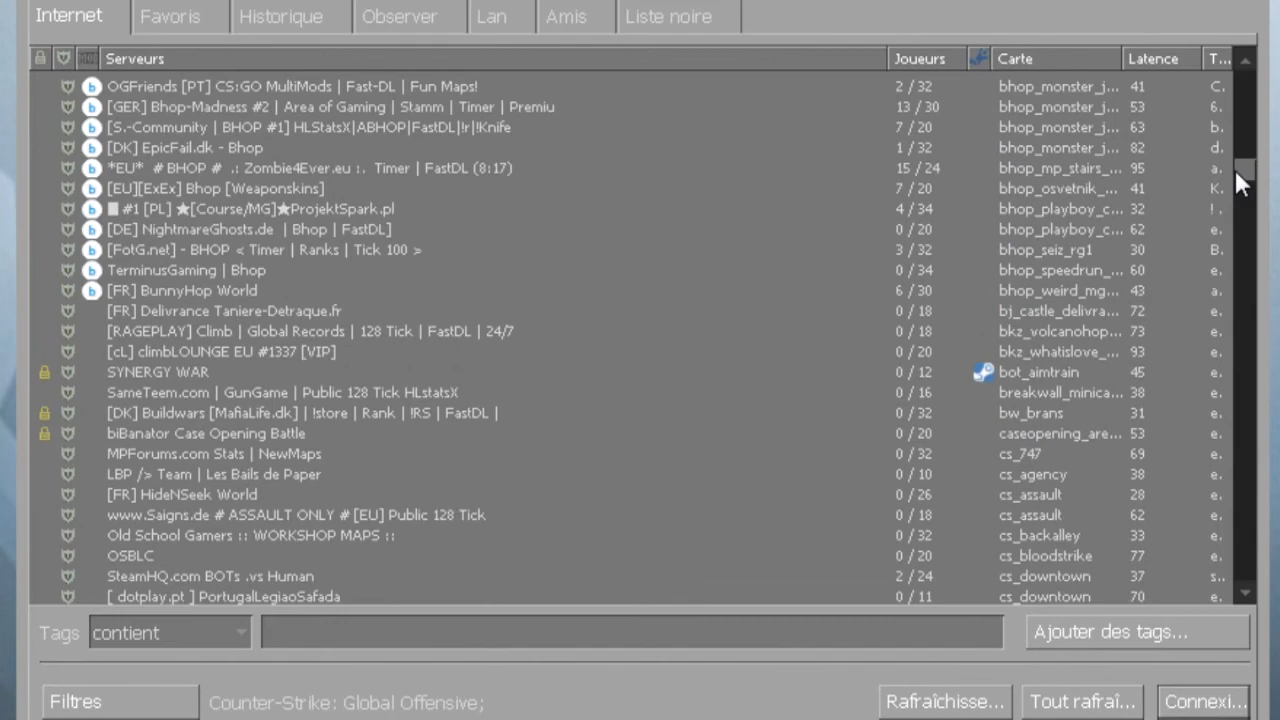 Internet Favoris Historique Observer Lan Amis Liste noire
Serveurs Joueurs Carte Latence T...
OGFriends [PT] CS:GO MultiMods | Fast-DL | Fun Maps! 2 / 32 bhop_monster_j... 41 C.
[GER] Bhop-Madness #2 | Area of Gaming | Stamm | Timer | Premiu 13 / 30 bhop_monster_j... 53 6.
[S.-Community | BHOP #1] HLStatsX|ABHOP|FastDL|!r|!Knife 7 / 20 bhop_monster_j... 63 b.
[DK] EpicFail.dk - Bhop 1 / 32 bhop_monster_j... 82 d.
*EU* # BHOP # .: Zombie4Ever.eu :. Timer | FastDL (8:17) 15 / 24 bhop_mp_stairs_... 95 a.
[EU][ExEx] Bhop [Weaponskins] 7 / 20 bhop_osvetnik_... 41 K.
█ #1 [PL] ★[Course/MG]★ProjektSpark.pl 4 / 34 bhop_playboy_c... 32 ! .
[DE] NightmareGhosts.de | Bhop | FastDL] 0 / 20 bhop_playboy_c... 62 e.
[FotG.net] - BHOP < Timer | Ranks | Tick 100 > 3 / 32 bhop_seiz_rg1 30 B.
TerminusGaming | Bhop 0 / 34 bhop_speedrun_... 60 e.
[FR] BunnyHop World 6 / 30 bhop_weird_mg... 43 a.
[FR] Delivrance Taniere-Detraque.fr 0 / 18 bj_castle_delivra... 72 e.
[RAGEPLAY] Climb | Global Records | 128 Tick | FastDL | 24/7 0 / 18 bkz_volcanohop... 73 e.
[cL] climbLOUNGE EU #1337 [VIP] 0 / 20 bkz_whatislove_... 93 e.
SYNERGY WAR 0 / 12 bot_aimtrain 45 e.
SameTeem.com | GunGame | Public 128 Tick HLstatsX 0 / 16 breakwall_minica... 38 e.
[DK] Buildwars [MafiaLife.dk] | !store | Rank | !RS | FastDL | 0 / 32 bw_brans 31 e.
biBanator Case Opening Battle 0 / 20 caseopening_are... 53 e.
MPForums.com Stats | NewMaps 0 / 32 cs_747 69 e.
LBP /> Team | Les Bails de Paper 0 / 10 cs_agency 38 e.
[FR] HideNSeek World 0 / 26 cs_assault 28 e.
www.Saigns.de # ASSAULT ONLY # [EU] Public 128 Tick 0 / 18 cs_assault 62 e.
Old School Gamers :: WORKSHOP MAPS :: 0 / 32 cs_backalley 33 e.
OSBLC 0 / 20 cs_bloodstrike 77 e.
SteamHQ.com BOTs .vs Human 2 / 24 cs_downtown 37 s..
[ dotplay.pt ] PortugalLegiaoSafada 0 / 11 cs_downtown 70 e.
Tags contient Ajouter des tags...
Filtres Counter-Strike: Global Offensive; Rafraîchisse... Tout rafraî... Connexi...